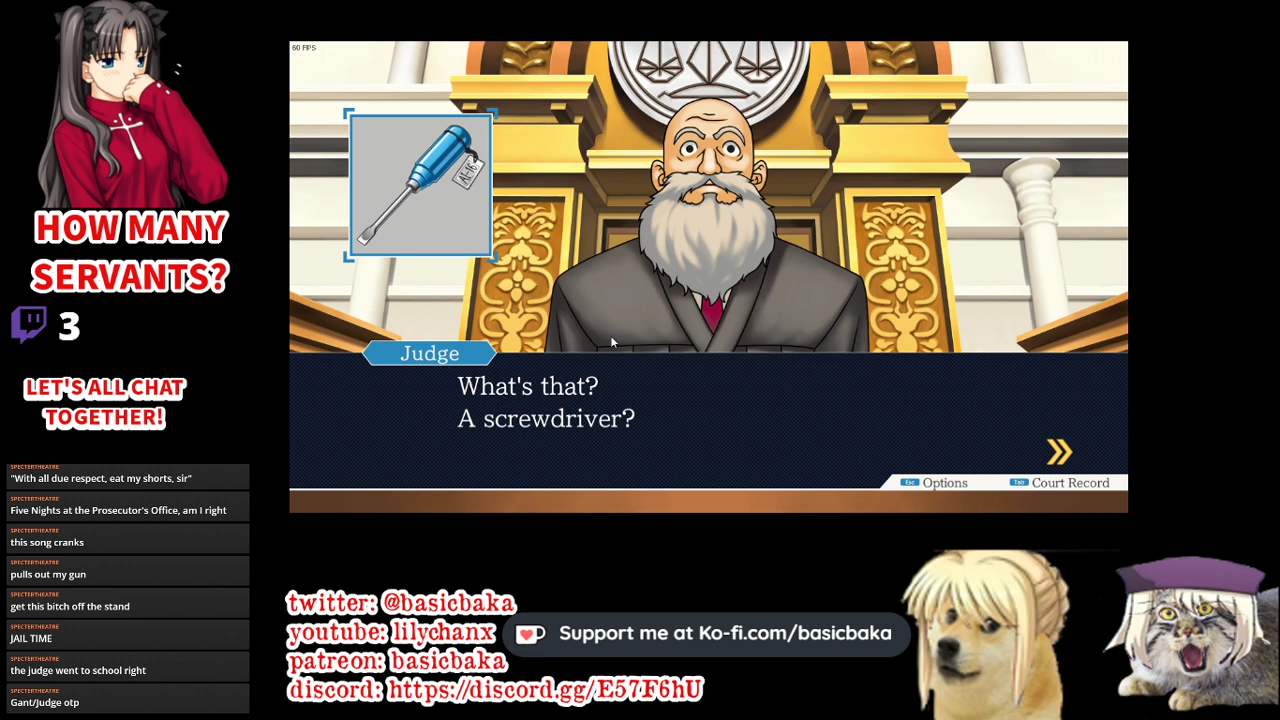 HOW MANY
SERVANTS?
3
LET'S ALL CHAT
TOGETHER!
SPECTERTHEATRE
"With all due respect, eat my shorts, sir"
SPECTERTHEATRE
Five Nights at the Prosecutor's Office, am I right
SPECTERTHEATRE
this song cranks
SPECTERTHEATRE
pulls out my gun
SPECTERTHEATRE
get this bitch off the stand
SPECTERTHEATRE
JAIL TIME
SPECTERTHEATRE
the judge went to school right
SPECTERTHEATRE
Gant/Judge otp
60 FPS
AI-16
Judge
What's that?
A screwdriver?
Esc Options
Tab Court Record
twitter: @basicbaka
youtube: lilychanx
patreon: basicbaka
discord: https://discord.gg/E57F6hU
Support me at Ko-fi.com/basicbaka